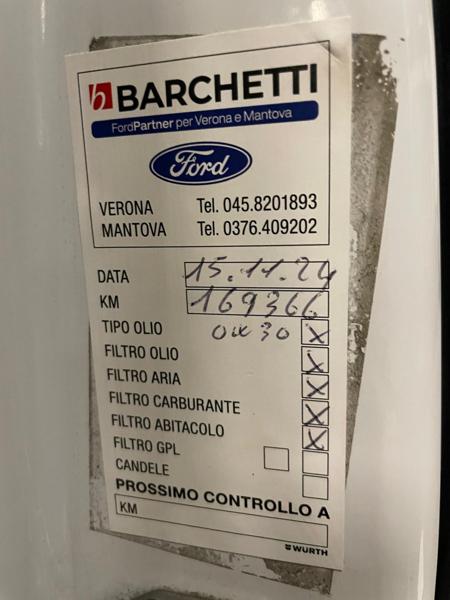 b BARCHETTI
FordPartner per Verona e Mantova
Ford
VERONA Tel. 045.8201893
MANTOVA Tel. 0376.409202
DATA 15.11.24
KM 169366
TIPO OLIO 0W30 X
FILTRO OLIO X
FILTRO ARIA X
FILTRO CARBURANTE X
FILTRO ABITACOLO X
FILTRO GPL
CANDELE
PROSSIMO CONTROLLO A
KM
WÜRTH